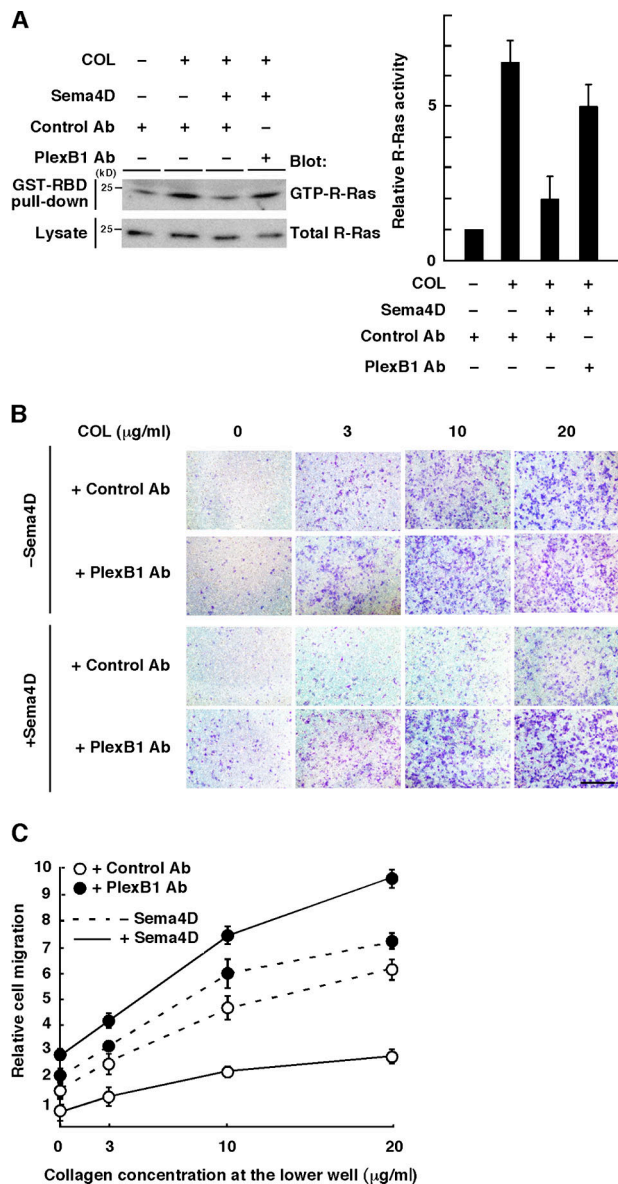 A
COL – + + +
Sema4D – – + +
Control Ab + + + –
PlexB1 Ab – – – + Blot:
(kD)
GST-RBD pull-down 25 GTP-R-Ras
Lysate 25 Total R-Ras
Relative R-Ras activity
5
0
COL – + + +
Sema4D – – + +
Control Ab + + + –
PlexB1 Ab – – – +
B
COL (μg/ml) 0 3 10 20
–Sema4D
+ Control Ab
+ PlexB1 Ab
+Sema4D
+ Control Ab
+ PlexB1 Ab
C
Relative cell migration
10
9
8
7
6
5
4
3
2
1
+ Control Ab
+ PlexB1 Ab
– Sema4D
+ Sema4D
0 3 10 20
Collagen concentration at the lower well (μg/ml)